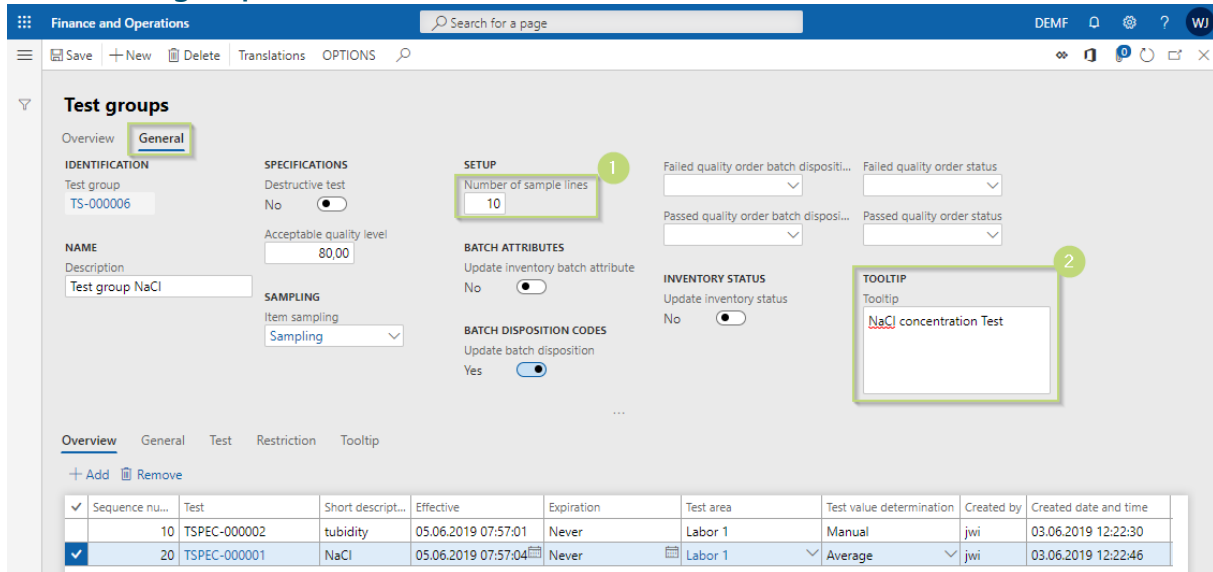 Finance and Operations
Search for a page
DEMF
?
WJ
Save
New
Delete
Translations
OPTIONS
0
Test groups
Overview
General
IDENTIFICATION
Test group
TS-000006
NAME
Description
Test group NaCl
SPECIFICATIONS
Destructive test
No
Acceptable quality level
80,00
SAMPLING
Item sampling
Sampling
SETUP
1
Number of sample lines
10
BATCH ATTRIBUTES
Update inventory batch attribute
No
BATCH DISPOSITION CODES
Update batch disposition
Yes
Failed quality order batch dispositi...
Passed quality order batch disposi...
INVENTORY STATUS
Update inventory status
No
Failed quality order status
Passed quality order status
2
TOOLTIP
Tooltip
NaCl concentration Test
...
Overview
General
Test
Restriction
Tooltip
Add
Remove
Sequence nu... Test Short descript... Effective Expiration Test area Test value determination Created by Created date and time
10 TSPEC-000002 tubidity 05.06.2019 07:57:01 Never Labor 1 Manual jwi 03.06.2019 12:22:30
20 TSPEC-000001 NaCl 05.06.2019 07:57:04 Never Labor 1 Average jwi 03.06.2019 12:22:46